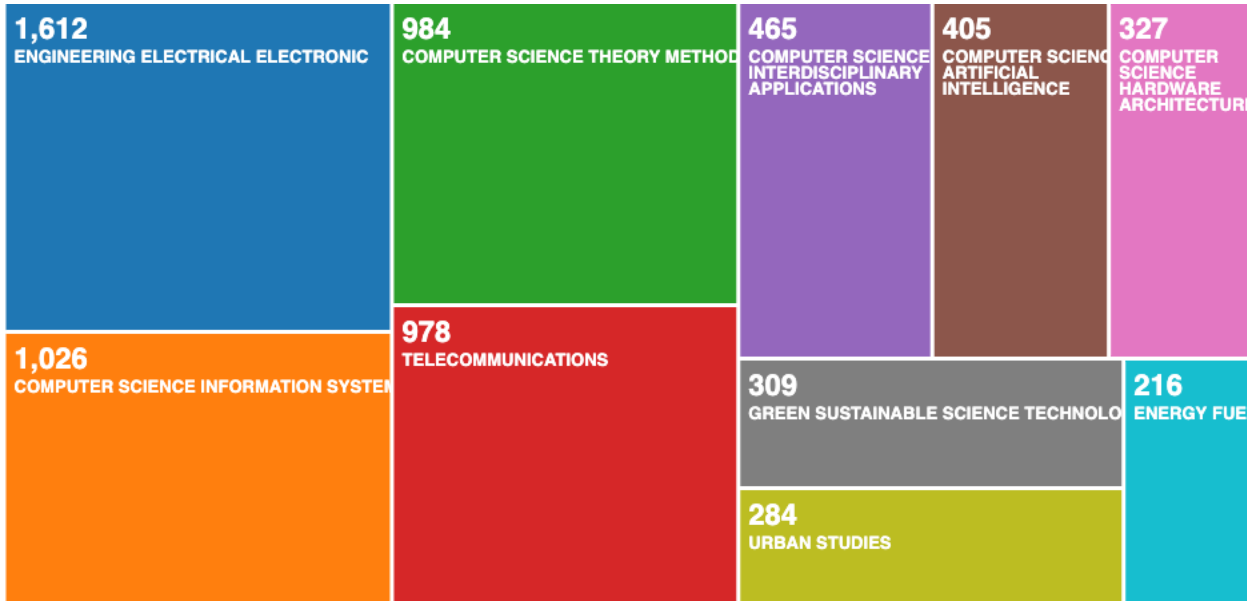 1,612
ENGINEERING ELECTRICAL ELECTRONIC
984
COMPUTER SCIENCE THEORY METHOD
465
COMPUTER SCIENCE
INTERDISCIPLINARY
APPLICATIONS
405
COMPUTER SCIENC
ARTIFICIAL
INTELLIGENCE
327
COMPUTER
SCIENCE
HARDWARE
ARCHITECTUR
1,026
COMPUTER SCIENCE INFORMATION SYSTEM
978
TELECOMMUNICATIONS
309
GREEN SUSTAINABLE SCIENCE TECHNOLO
216
ENERGY FUE
284
URBAN STUDIES